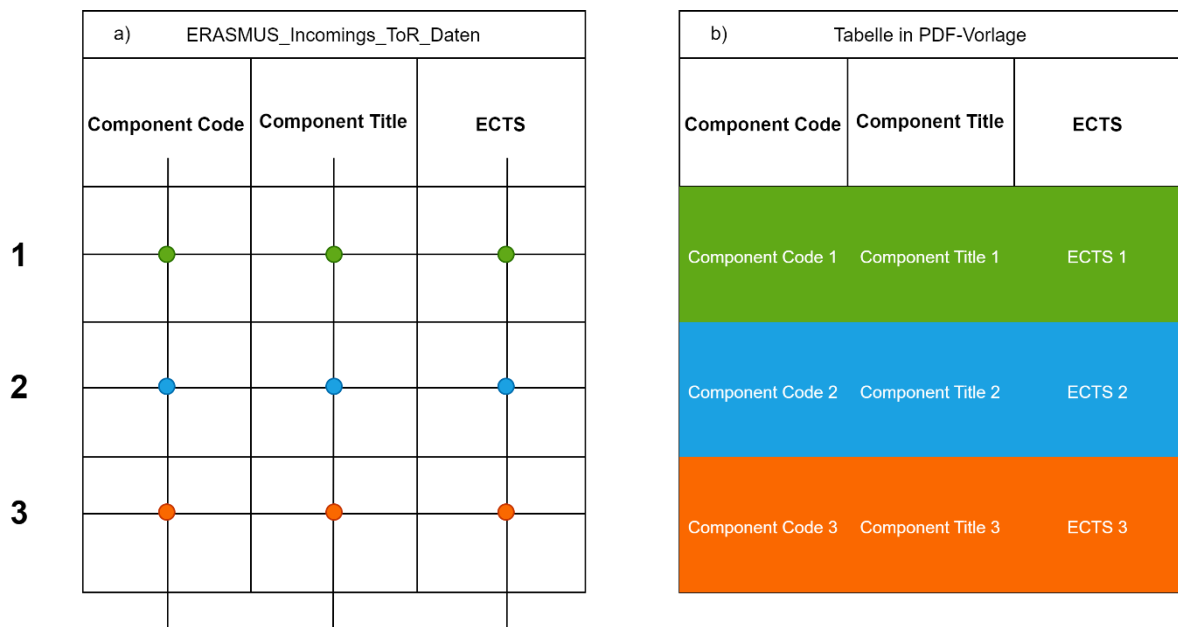 a) ERASMUS_Incomings_ToR_Daten
Component Code Component Title ECTS
1
2
3
b) Tabelle in PDF-Vorlage
Component Code Component Title ECTS
Component Code 1 Component Title 1 ECTS 1
Component Code 2 Component Title 2 ECTS 2
Component Code 3 Component Title 3 ECTS 3